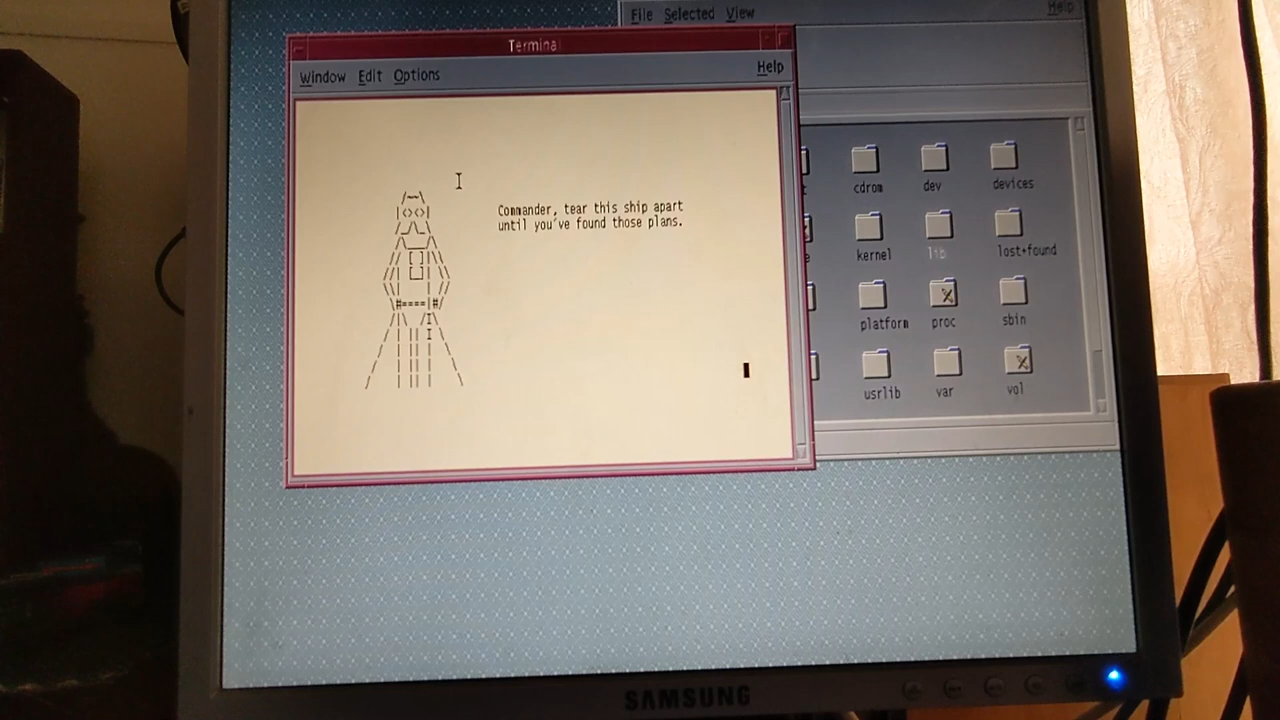 File Selected View Help
Terminal
Window Edit Options Help
Commander, tear this ship apart
until you've found those plans.
cdrom dev devices
kernel lib lost+found
platform proc sbin
usrlib var vol
SAMSUNG